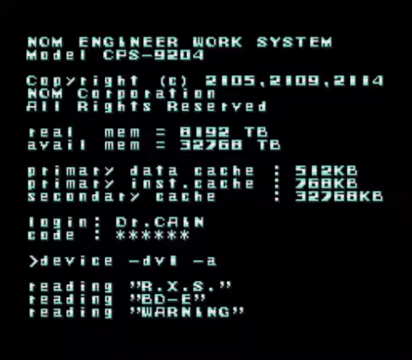 NOM ENGINEER WORK SYSTEM
Model CPS-9204
Copyright (c) 2105,2109,2114
NOM Corporation
All Rights Reserved
real mem = 8192 TB
avail mem = 32768 TB
primary data cache : 512KB
primary inst.cache : 768KB
secondary cache : 32768KB
login: Dr.CAIN
code : ******
>device -dvl -a
reading "R.X.S."
reading "BD-E"
reading "WARNING"